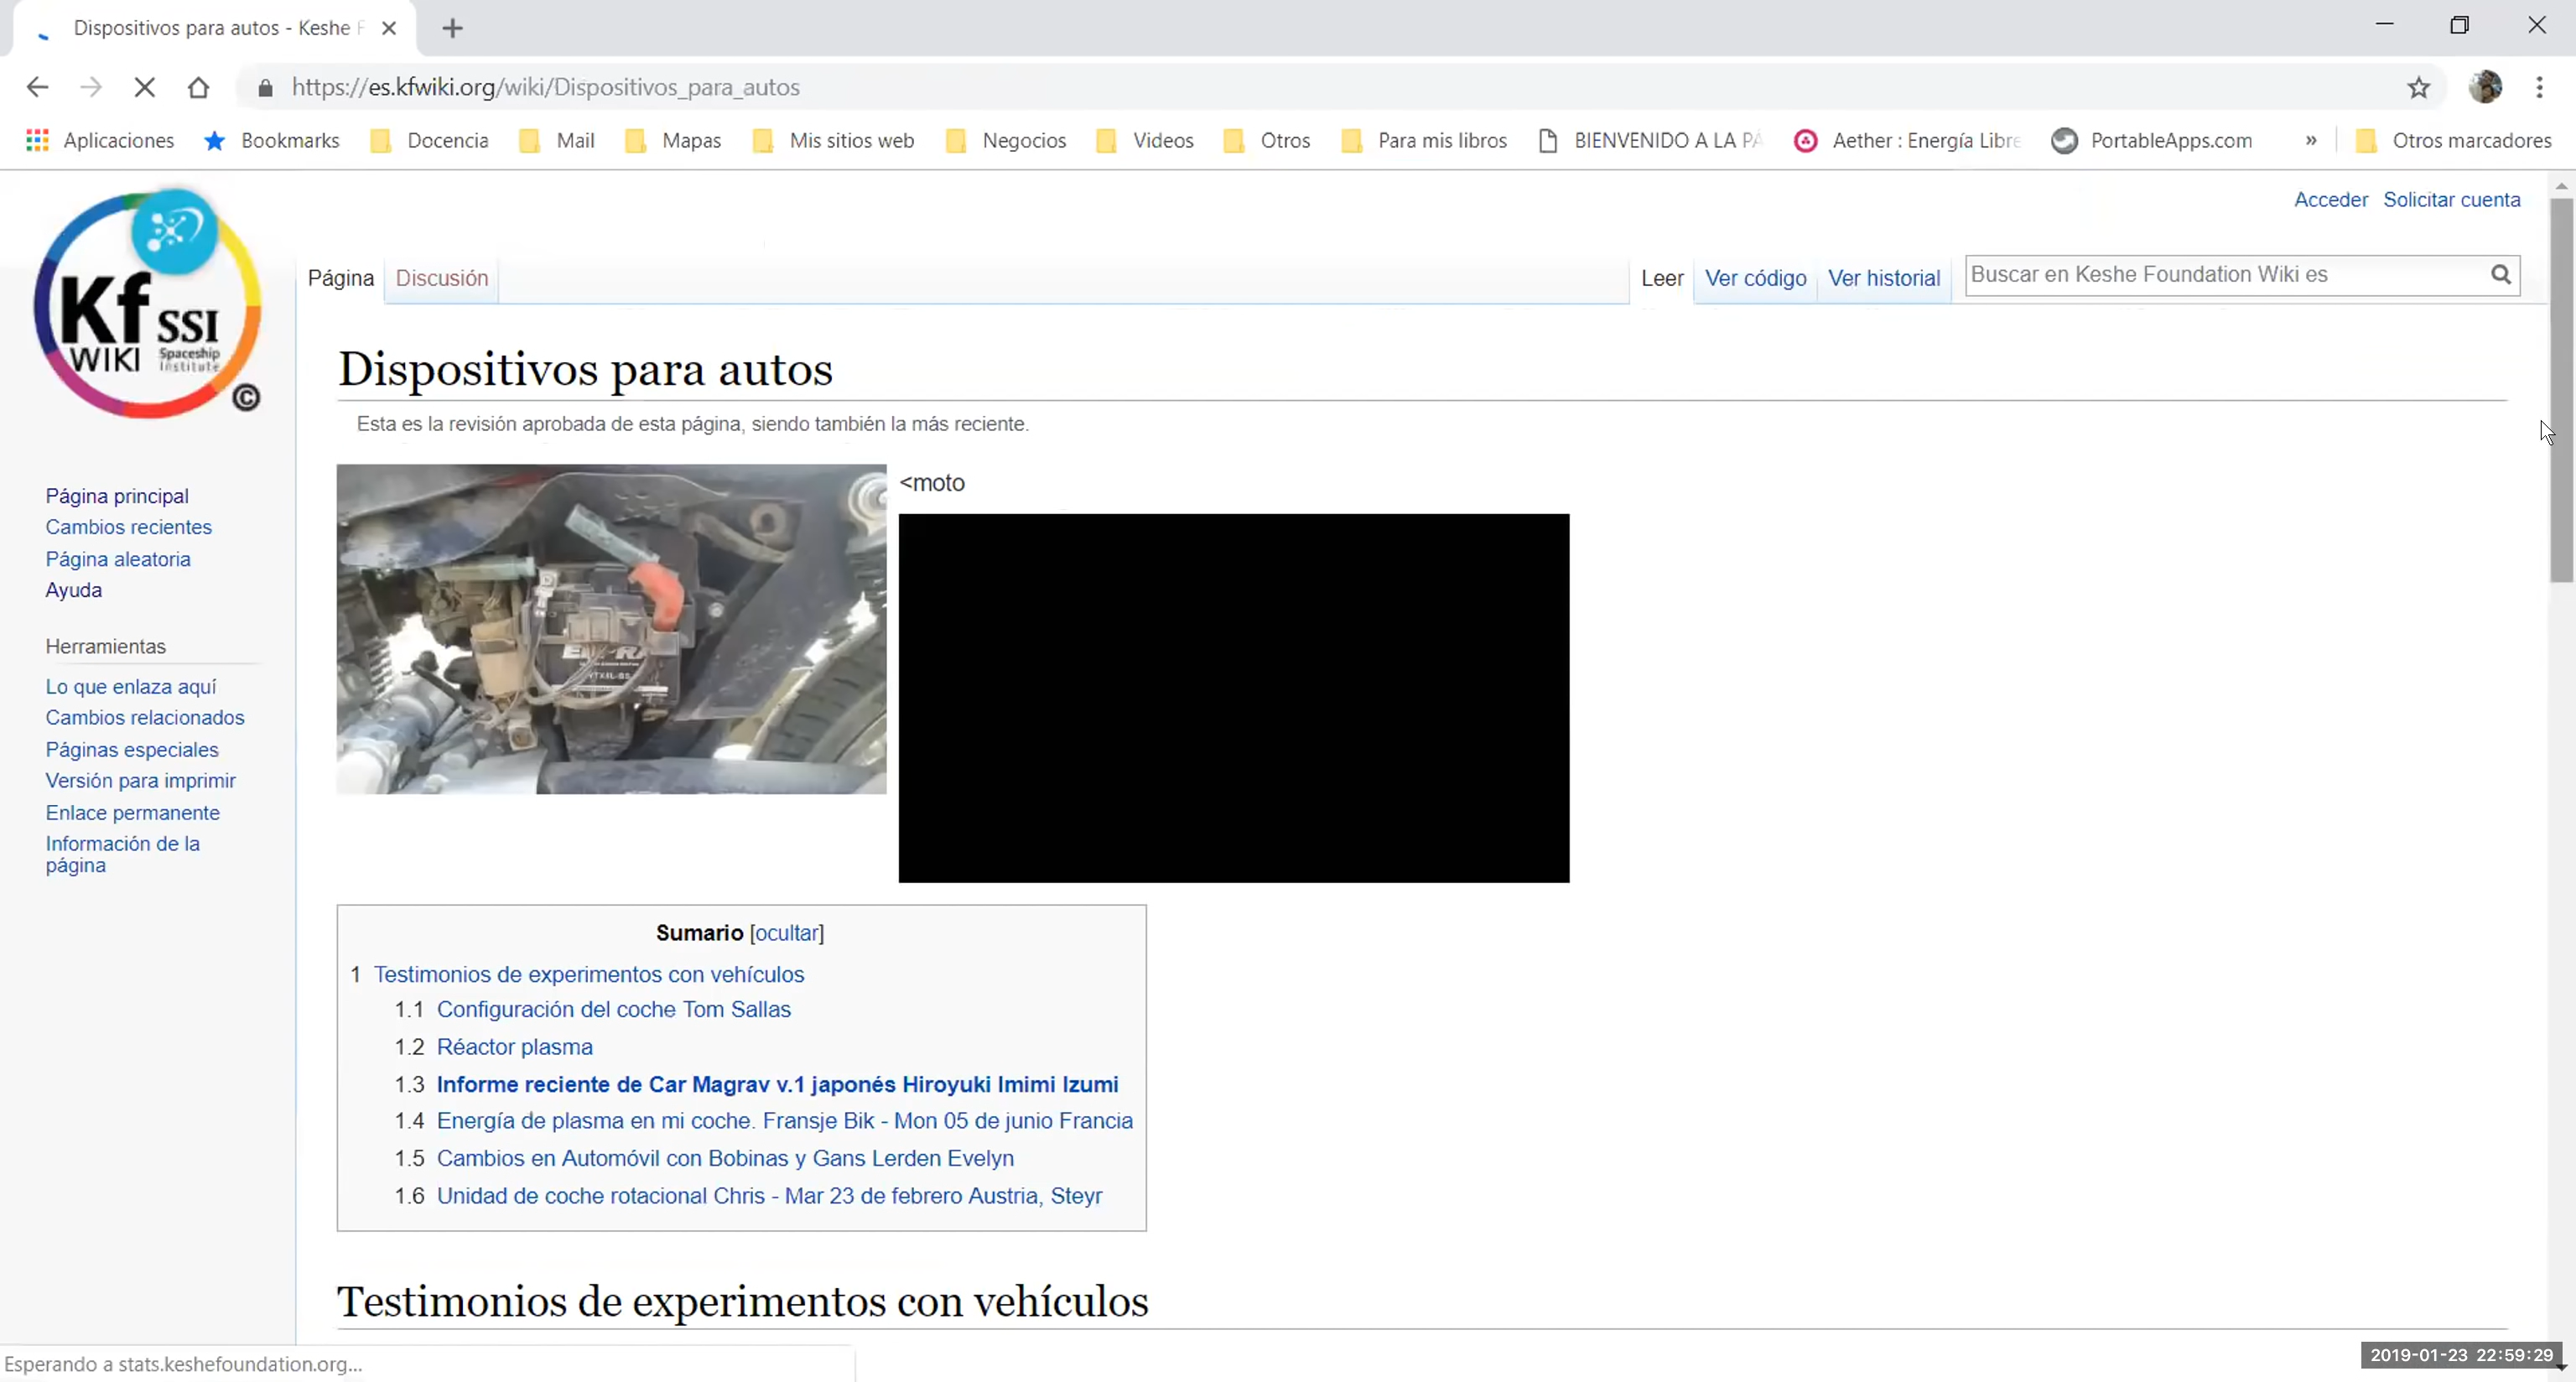 Dispositivos para autos - Keshe F
https://es.kfwiki.org/wiki/Dispositivos_para_autos
Aplicaciones Bookmarks Docencia Mail Mapas Mis sitios web Negocios Videos Otros Para mis libros BIENVENIDO A LA PÁ Aether : Energía Libre PortableApps.com » Otros marcadores
Acceder Solicitar cuenta
Kf SSI
WIKI Spaceship
Institute
©
Página Discusión Leer Ver código Ver historial Buscar en Keshe Foundation Wiki es
Dispositivos para autos
Esta es la revisión aprobada de esta página, siendo también la más reciente.
<moto
Página principal
Cambios recientes
Página aleatoria
Ayuda
Herramientas
Lo que enlaza aquí
Cambios relacionados
Páginas especiales
Versión para imprimir
Enlace permanente
Información de la
página
Sumario [ocultar]
1 Testimonios de experimentos con vehículos
1.1 Configuración del coche Tom Sallas
1.2 Réactor plasma
1.3 Informe reciente de Car Magrav v.1 japonés Hiroyuki Imimi Izumi
1.4 Energía de plasma en mi coche. Fransje Bik - Mon 05 de junio Francia
1.5 Cambios en Automóvil con Bobinas y Gans Lerden Evelyn
1.6 Unidad de coche rotacional Chris - Mar 23 de febrero Austria, Steyr
Testimonios de experimentos con vehículos
Esperando a stats.keshefoundation.org...
2019-01-23 22:59:29